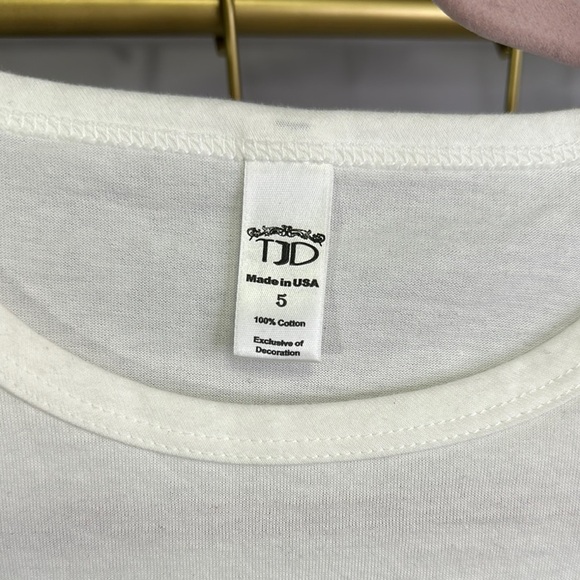 TJD
Made in USA
5
100% Cotton
Exclusive of
Decoration